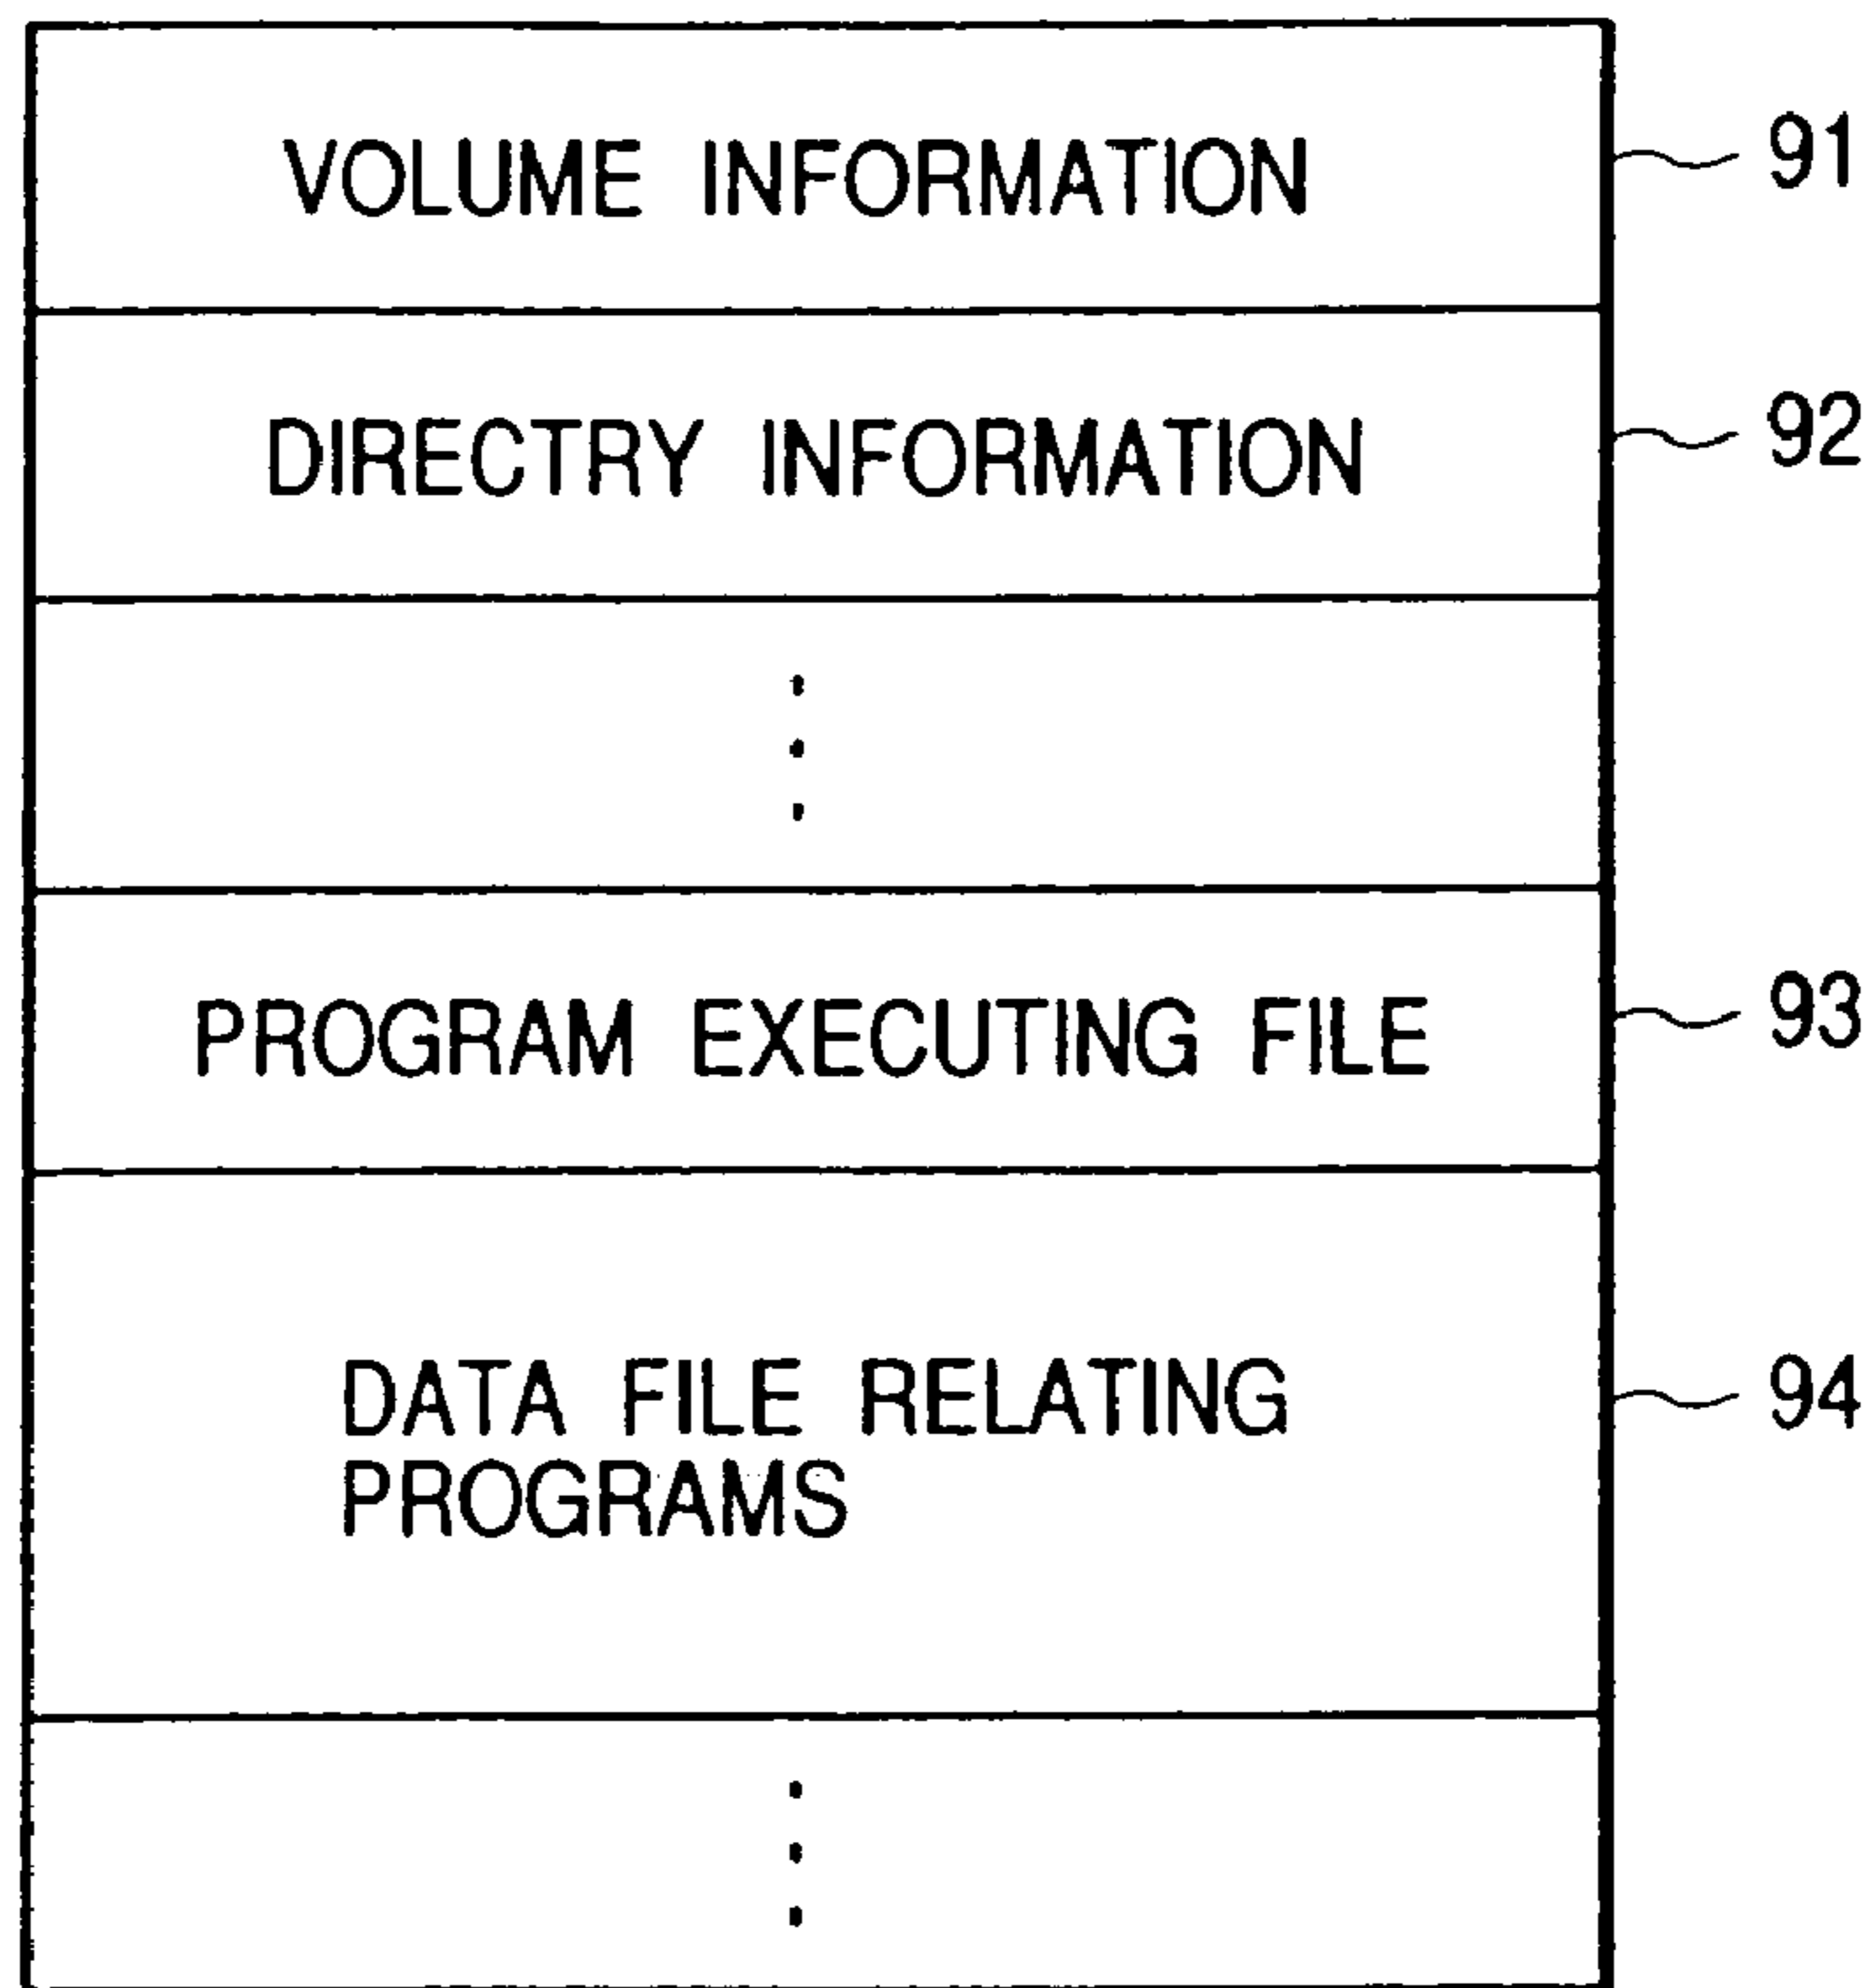 VOLUME INFORMATION 91
DIRECTRY INFORMATION 92
PROGRAM EXECUTING FILE 93
DATA FILE RELATING 94
PROGRAMS